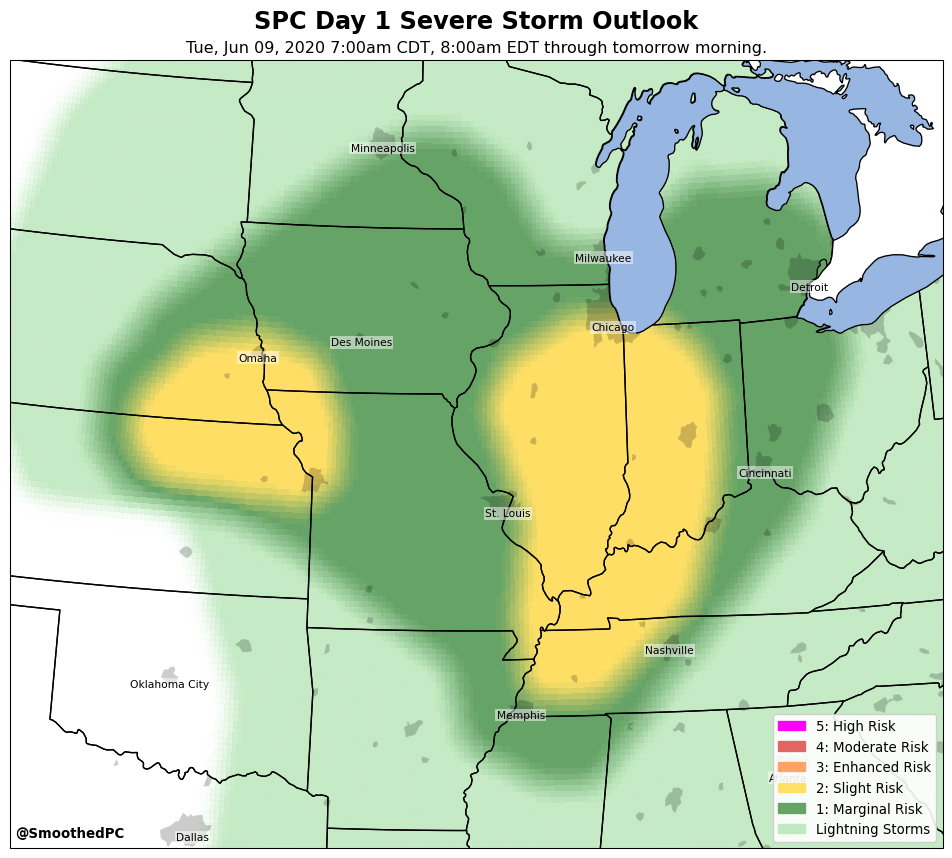 SPC Day 1 Severe Storm Outlook
Tue, Jun 09, 2020 7:00am CDT, 8:00am EDT through tomorrow morning.
Minneapolis
Milwaukee
Detroit
Chicago
Des Moines
Omaha
Cincinnati
St. Louis
Nashville
Oklahoma City
Memphis
Atlanta
Dallas
5: High Risk
4: Moderate Risk
3: Enhanced Risk
2: Slight Risk
1: Marginal Risk
Lightning Storms
@SmoothedPC